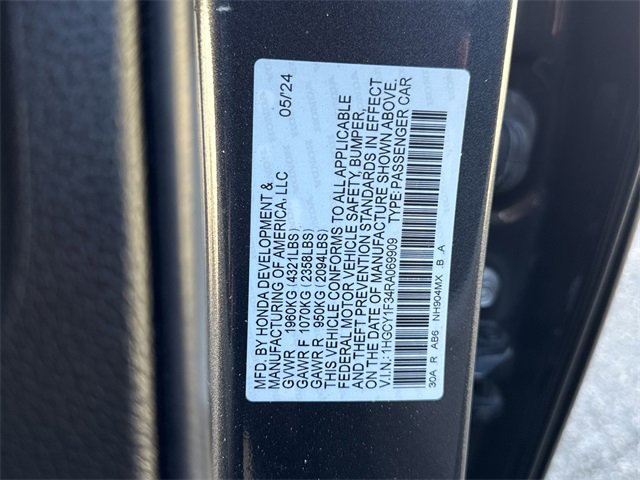 MFD. BY HONDA DEVELOPMENT & 05/'24
MANUFACTURING OF AMERICA, LLC
GVWR 1960KG(4321LBS)
GAWR F 1070KG(2358LBS)
GAWR R 950KG(2094LBS)
THIS VEHICLE CONFORMS TO ALL APPLICABLE
FEDERAL MOTOR VEHICLE SAFETY, BUMPER,
AND THEFT PREVENTION STANDARDS IN EFFECT
ON THE DATE OF MANUFACTURE SHOWN ABOVE.
V.I.N.:1HGCY1F34RA069909 TYPE:PASSENGER CAR
30A R AB6 NH904MX .B .A